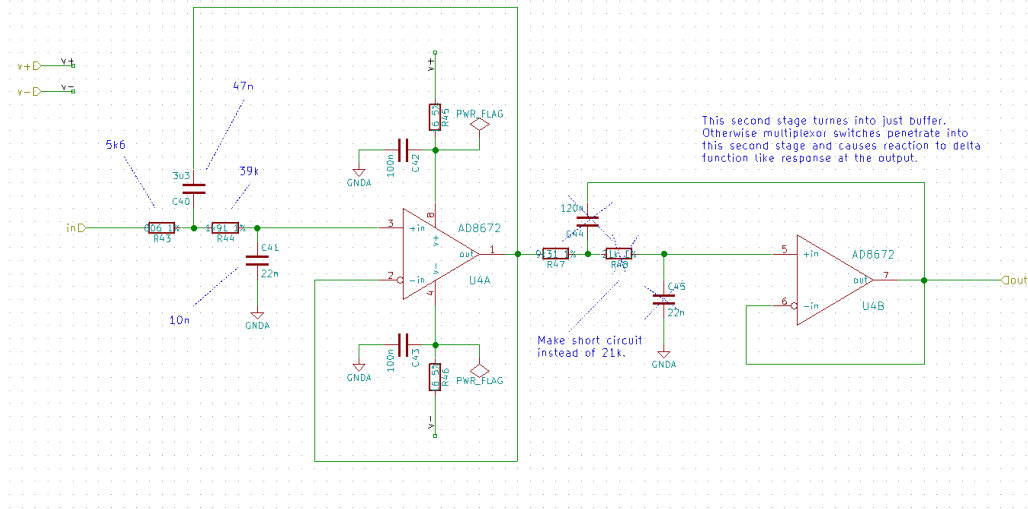 V+
V+
V-
V-
47n
5k6
39k
10n
3u3
C40
in
R43
R44
C41
22n
GNDA
V+
R45
PWR_FLAG
100n
C42
GNDA
3
+in
8
V+
AD8672
out
1
2
-in
V-
4
U4A
100n
C43
GNDA
R46
PWR_FLAG
V-
This second stage turns into just buffer.
Otherwise multiplexor switches penetrate into
this second stage and causes reaction to delta
function like response at the output.
120n
C44
R47
C45
22n
GNDA
Make short circuit
instead of 21k.
5
+in
AD8672
out
7
6
-in
U4B
out